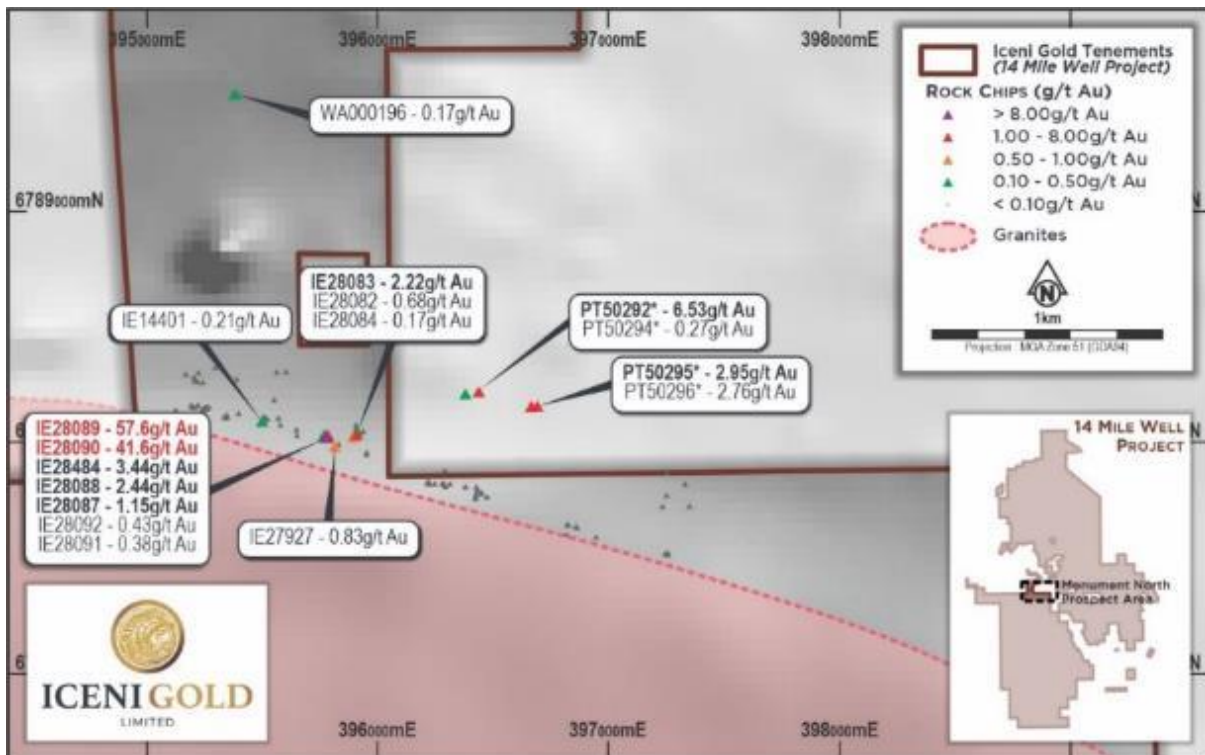 395000mE
396000mE
397000mE
398000mE
Iceni Gold Tenements
(14 Mile Well Project)
ROCK CHIPS (g/t Au)
> 8.00g/t Au
1.00 - 8.00g/t Au
0.50 - 1.00g/t Au
0.10 - 0.50g/t Au
< 0.10g/t Au
Granites
N
1km
Projection : MGA Zone 51 (GDA94)
WA000196 - 0.17g/t Au
6789000mN
IE28083 - 2.22g/t Au
IE28082 - 0.68g/t Au
IE28084 - 0.17g/t Au
IE14401 - 0.21g/t Au
PT50292* - 6.53g/t Au
PT50294* - 0.27g/t Au
PT50295* - 2.95g/t Au
PT50296* - 2.76g/t Au
IE28089 - 57.6g/t Au
IE28090 - 41.6g/t Au
IE28484 - 3.44g/t Au
IE28088 - 2.44g/t Au
IE28087 - 1.15g/t Au
IE28092 - 0.43g/t Au
IE28091 - 0.38g/t Au
IE27927 - 0.83g/t Au
14 MILE WELL
PROJECT
Monument North
Prospect Area
ICENI GOLD
LIMITED
396000mE
397000mE
398000mE